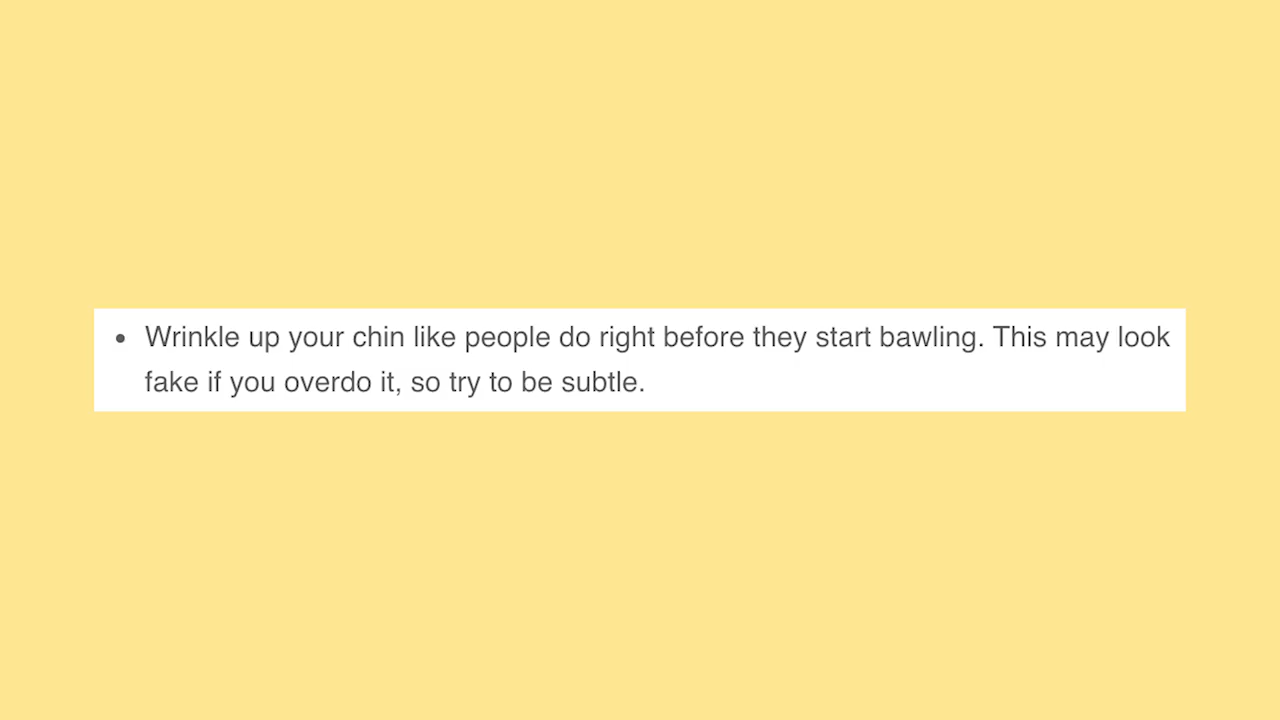 • Wrinkle up your chin like people do right before they start bawling. This may look
fake if you overdo it, so try to be subtle.